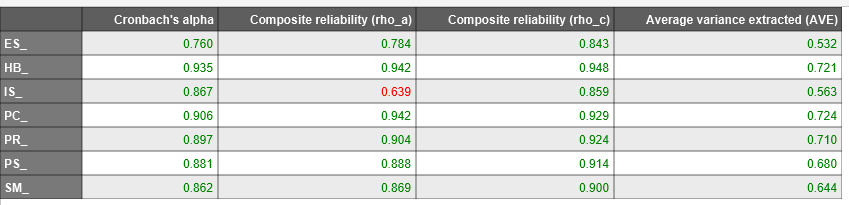 Cronbach's alpha Composite reliability (rho_a) Composite reliability (rho_c) Average variance extracted (AVE)
ES_ 0.760 0.784 0.843 0.532
HB_ 0.935 0.942 0.948 0.721
IS_ 0.867 0.639 0.859 0.563
PC_ 0.906 0.942 0.929 0.724
PR_ 0.897 0.904 0.924 0.710
PS_ 0.881 0.888 0.914 0.680
SM_ 0.862 0.869 0.900 0.644